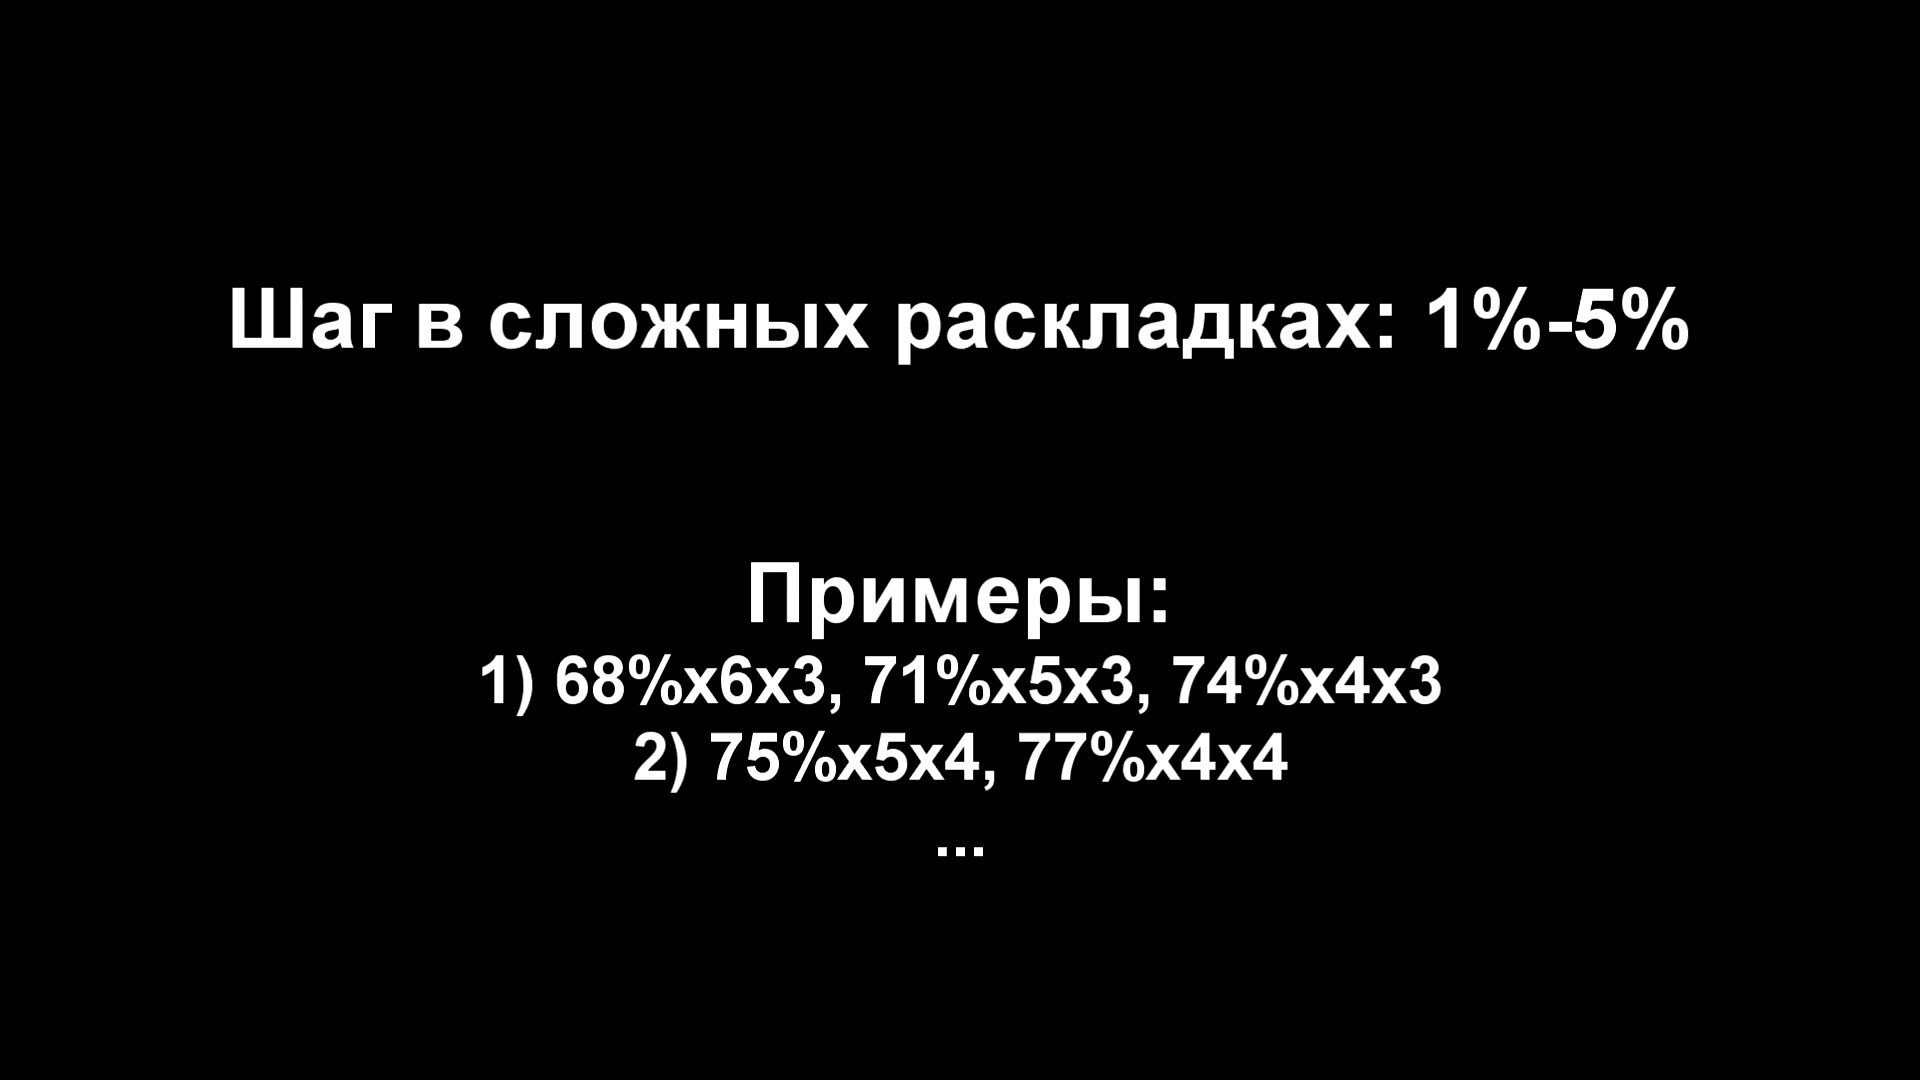 Шаг в сложных раскладках: 1%-5%
Примеры:
1) 68%х6х3, 71%х5х3, 74%х4х3
2) 75%х5х4, 77%х4х4
...